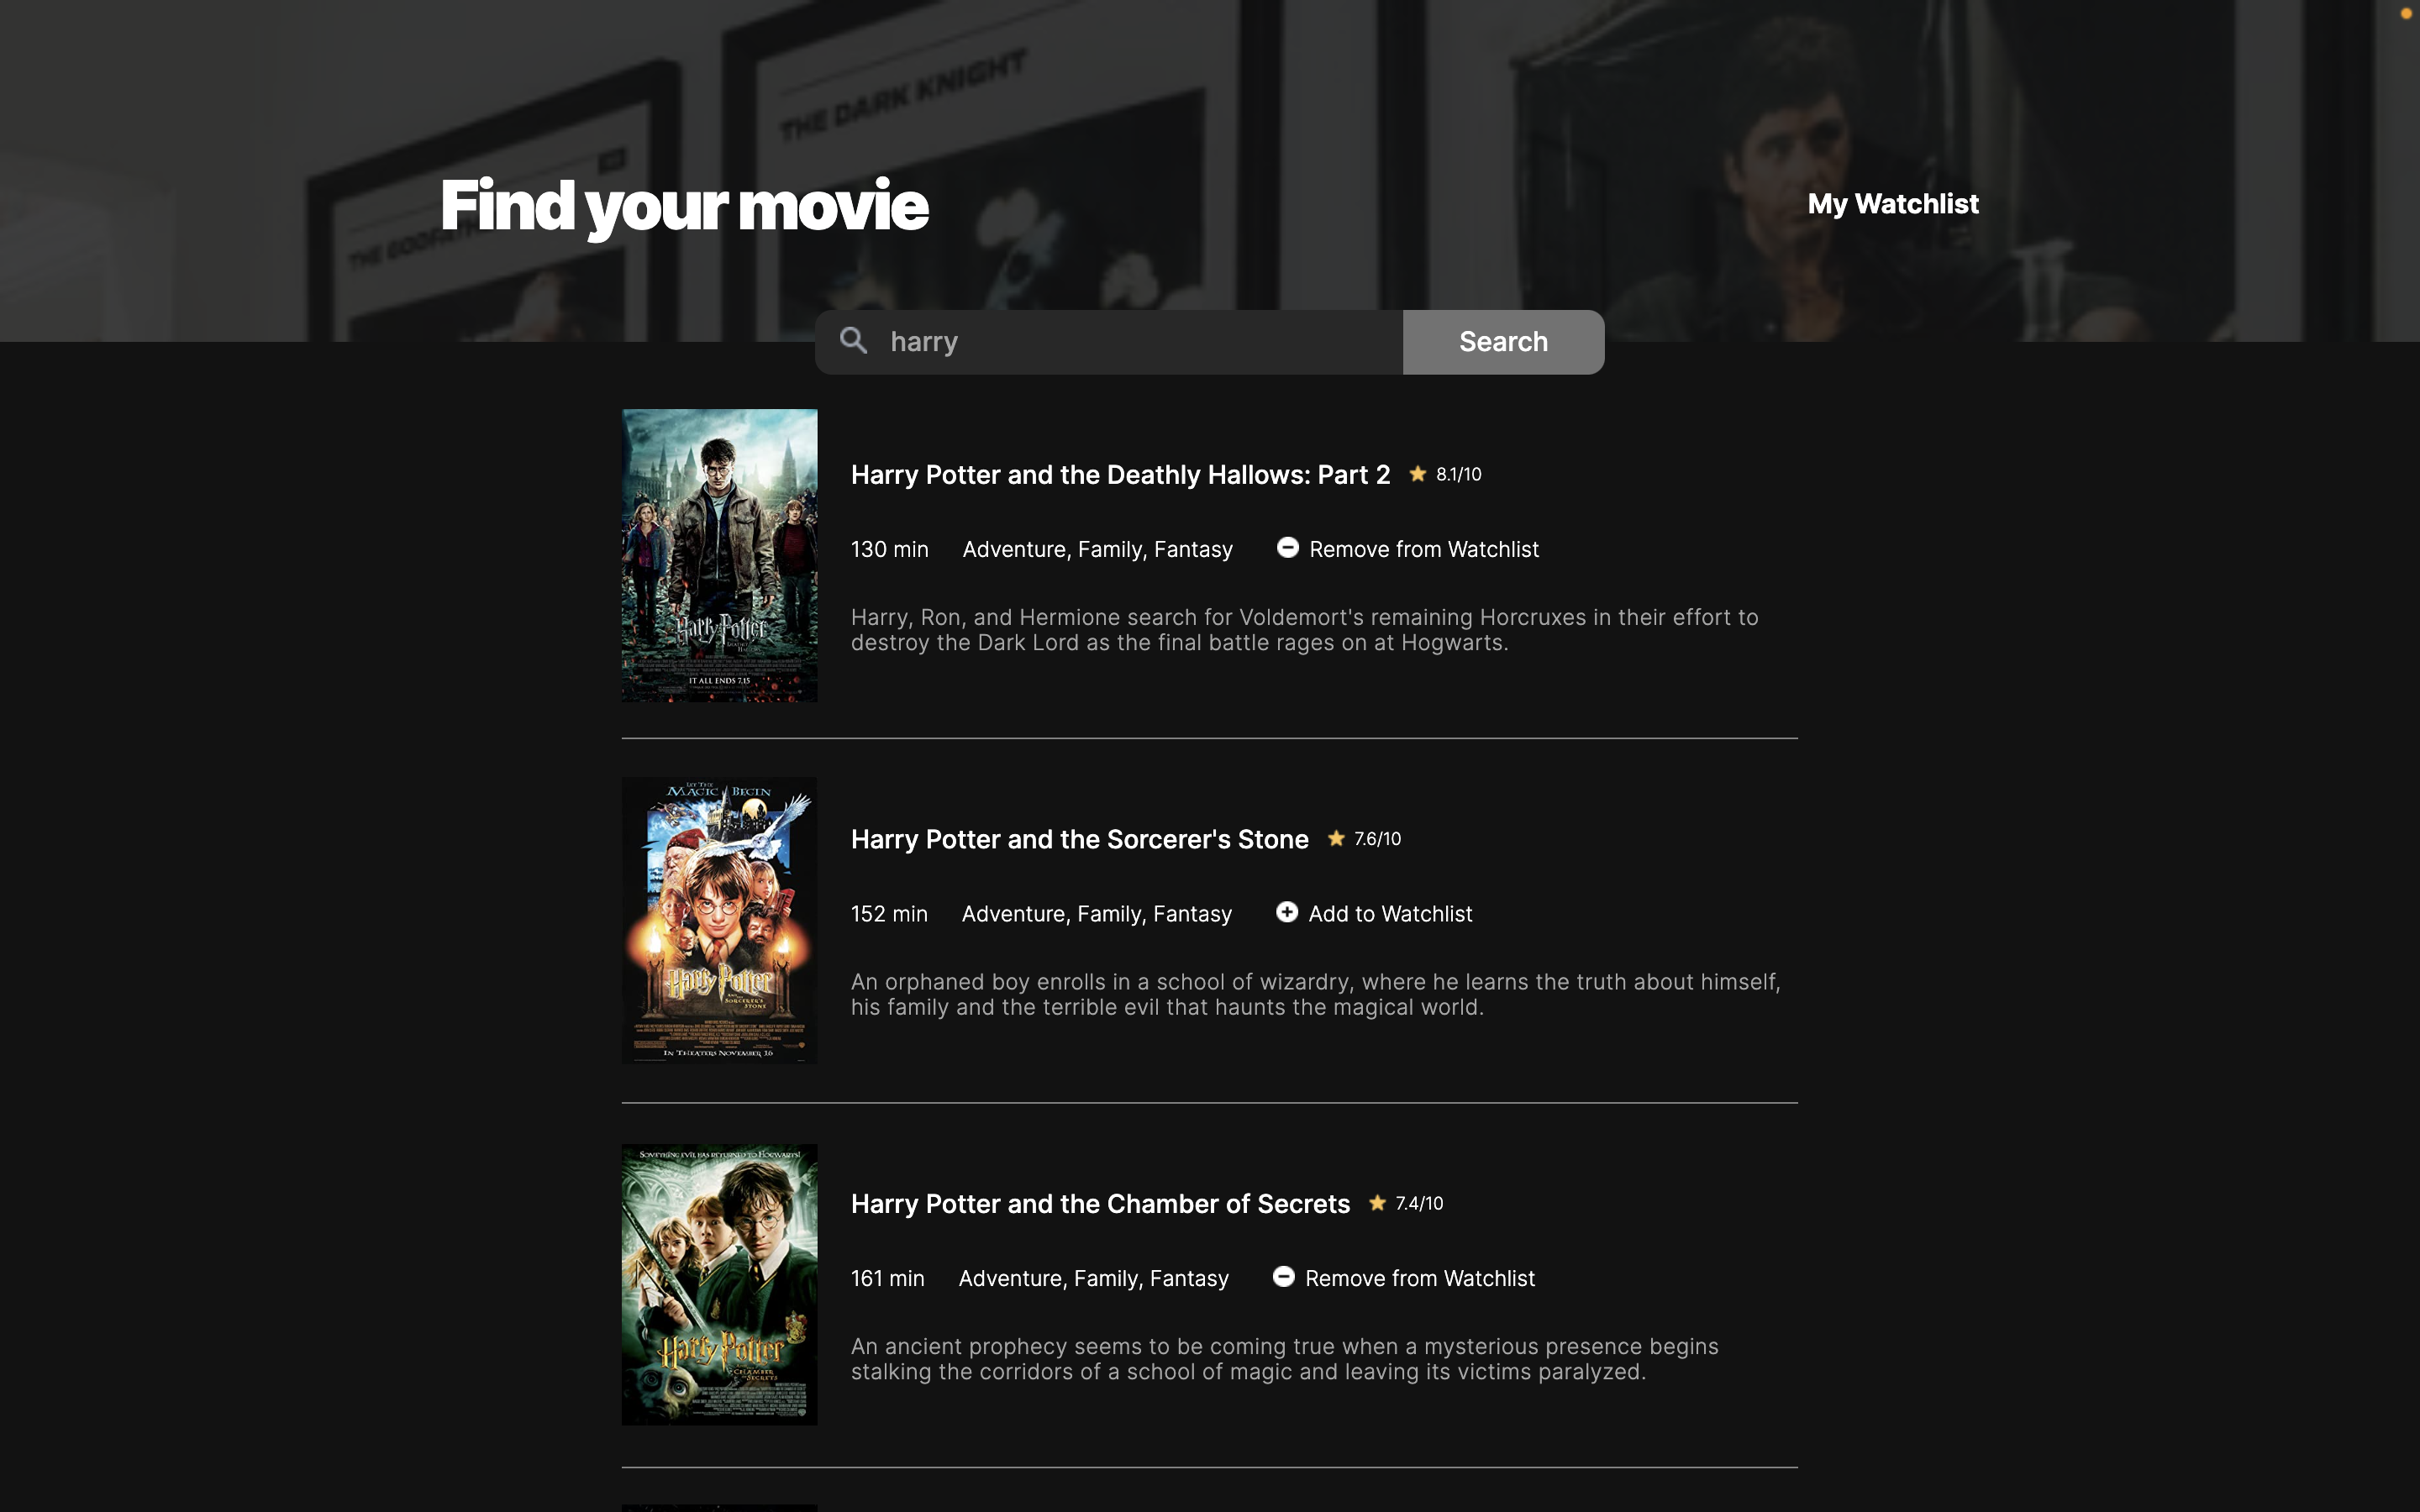 THE DARK KNIGHT
Find your movie
My Watchlist
harry
Search
Harry Potter and the Deathly Hallows: Part 2 8.1/10
130 min Adventure, Family, Fantasy Remove from Watchlist
Harry, Ron, and Hermione search for Voldemort's remaining Horcruxes in their effort to
destroy the Dark Lord as the final battle rages on at Hogwarts.
Harry Potter
IT ALL ENDS 7.15
LET THE
MAGIC BEGIN
Harry Potter and the Sorcerer's Stone 7.6/10
152 min Adventure, Family, Fantasy Add to Watchlist
An orphaned boy enrolls in a school of wizardry, where he learns the truth about himself,
his family and the terrible evil that haunts the magical world.
Harry Potter
SORCERER'S
STONE
IN THEATERS NOVEMBER 16
SOMETHING EVIL HAS RETURNED TO HOGWARTS!
Harry Potter and the Chamber of Secrets 7.4/10
161 min Adventure, Family, Fantasy Remove from Watchlist
An ancient prophecy seems to be coming true when a mysterious presence begins
stalking the corridors of a school of magic and leaving its victims paralyzed.
Harry Potter
CHAMBER
OF SECRETS